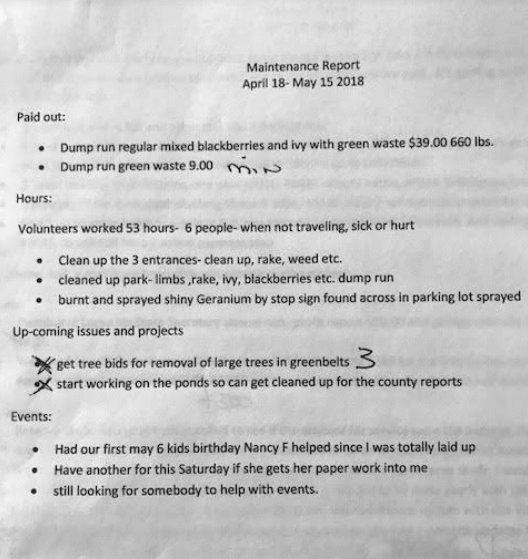 Maintenance Report
April 18- May 15 2018
Paid out:
• Dump run regular mixed blackberries and ivy with green waste $39.00 660 lbs.
• Dump run green waste 9.00 min
Hours:
Volunteers worked 53 hours- 6 people- when not traveling, sick or hurt
• Clean up the 3 entrances- clean up, rake, weed etc.
• cleaned up park- limbs ,rake, ivy, blackberries etc. dump run
• burnt and sprayed shiny Geranium by stop sign found across in parking lot sprayed
Up-coming issues and projects
• get tree bids for removal of large trees in greenbelts 3
• start working on the ponds so can get cleaned up for the county reports
Events:
• Had our first may 6 kids birthday Nancy F helped since I was totally laid up
• Have another for this Saturday if she gets her paper work into me
• still looking for somebody to help with events.